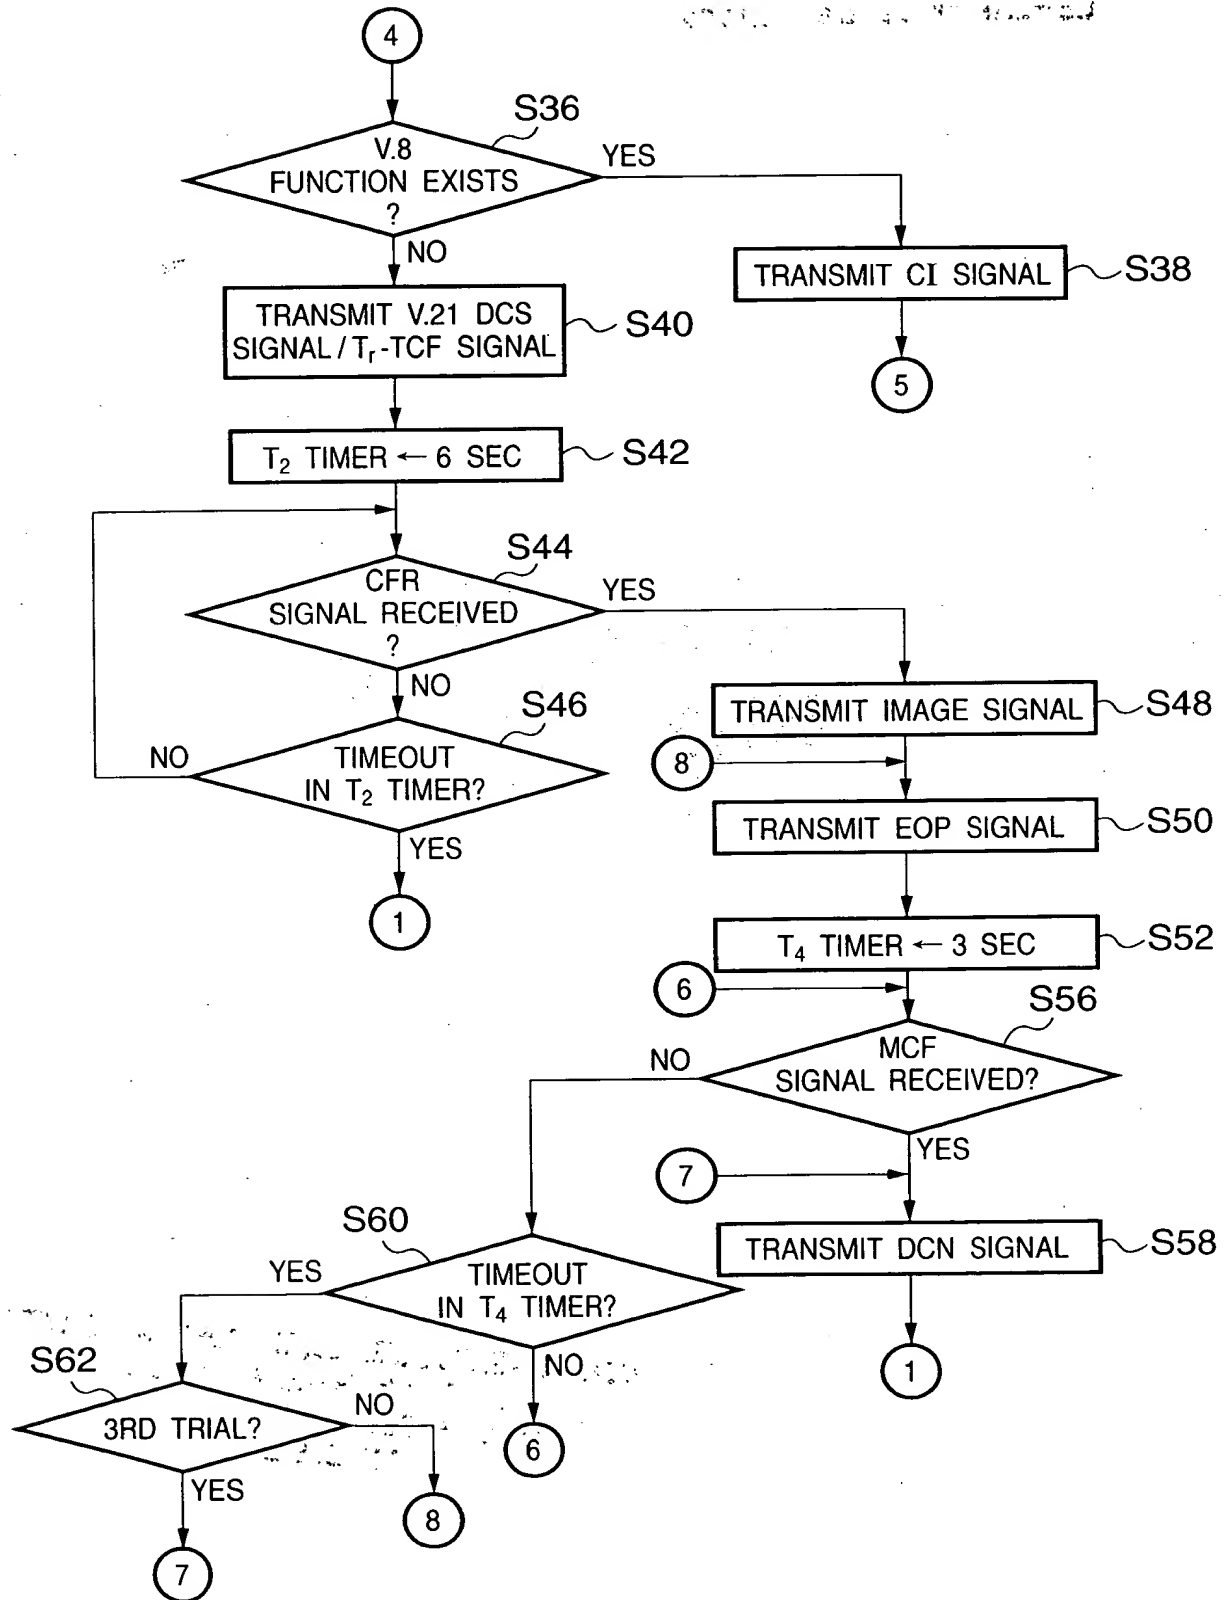 4
S36
V.8
FUNCTION EXISTS
?
YES
NO
TRANSMIT CI SIGNAL
S38
5
TRANSMIT V.21 DCS
SIGNAL/Tr-TCF SIGNAL
S40
T2 TIMER ← 6 SEC
S42
S44
CFR
SIGNAL RECEIVED
?
YES
NO
S46
TIMEOUT
IN T2 TIMER?
NO
YES
1
TRANSMIT IMAGE SIGNAL
S48
8
TRANSMIT EOP SIGNAL
S50
T4 TIMER ← 3 SEC
S52
6
S56
MCF
SIGNAL RECEIVED?
NO
YES
7
TRANSMIT DCN SIGNAL
S58
1
S60
TIMEOUT
IN T4 TIMER?
YES
NO
6
S62
3RD TRIAL?
NO
YES
8
7